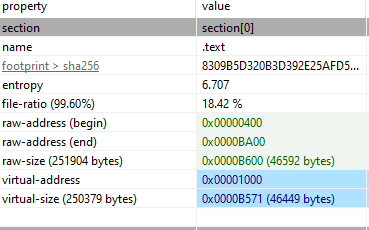 property value
section section[0]
name .text
footprint > sha256 8309B5D320B3D392E25AFD5...
entropy 6.707
file-ratio (99.60%) 18.42 %
raw-address (begin) 0x00000400
raw-address (end) 0x0000BA00
raw-size (251904 bytes) 0x0000B600 (46592 bytes)
virtual-address 0x00001000
virtual-size (250379 bytes) 0x0000B571 (46449 bytes)